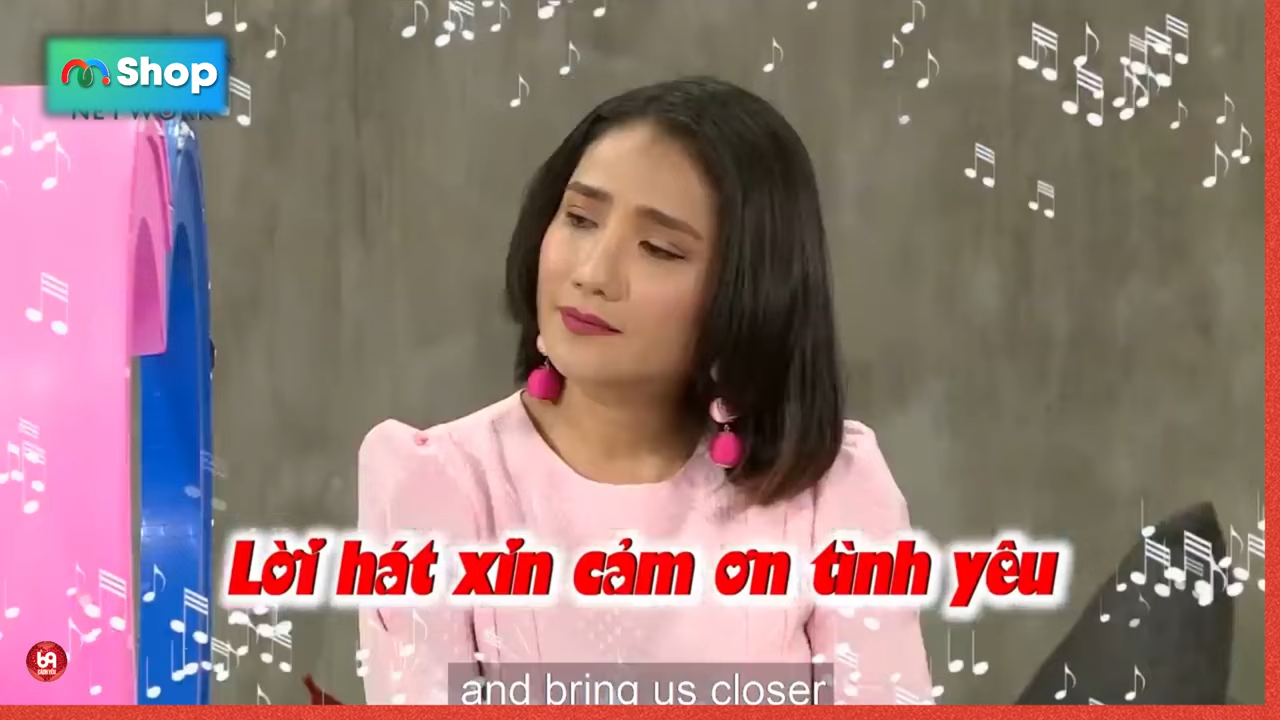 Shop
NETWORK
Lời hát xin cảm ơn tình yêu
and bring us closer